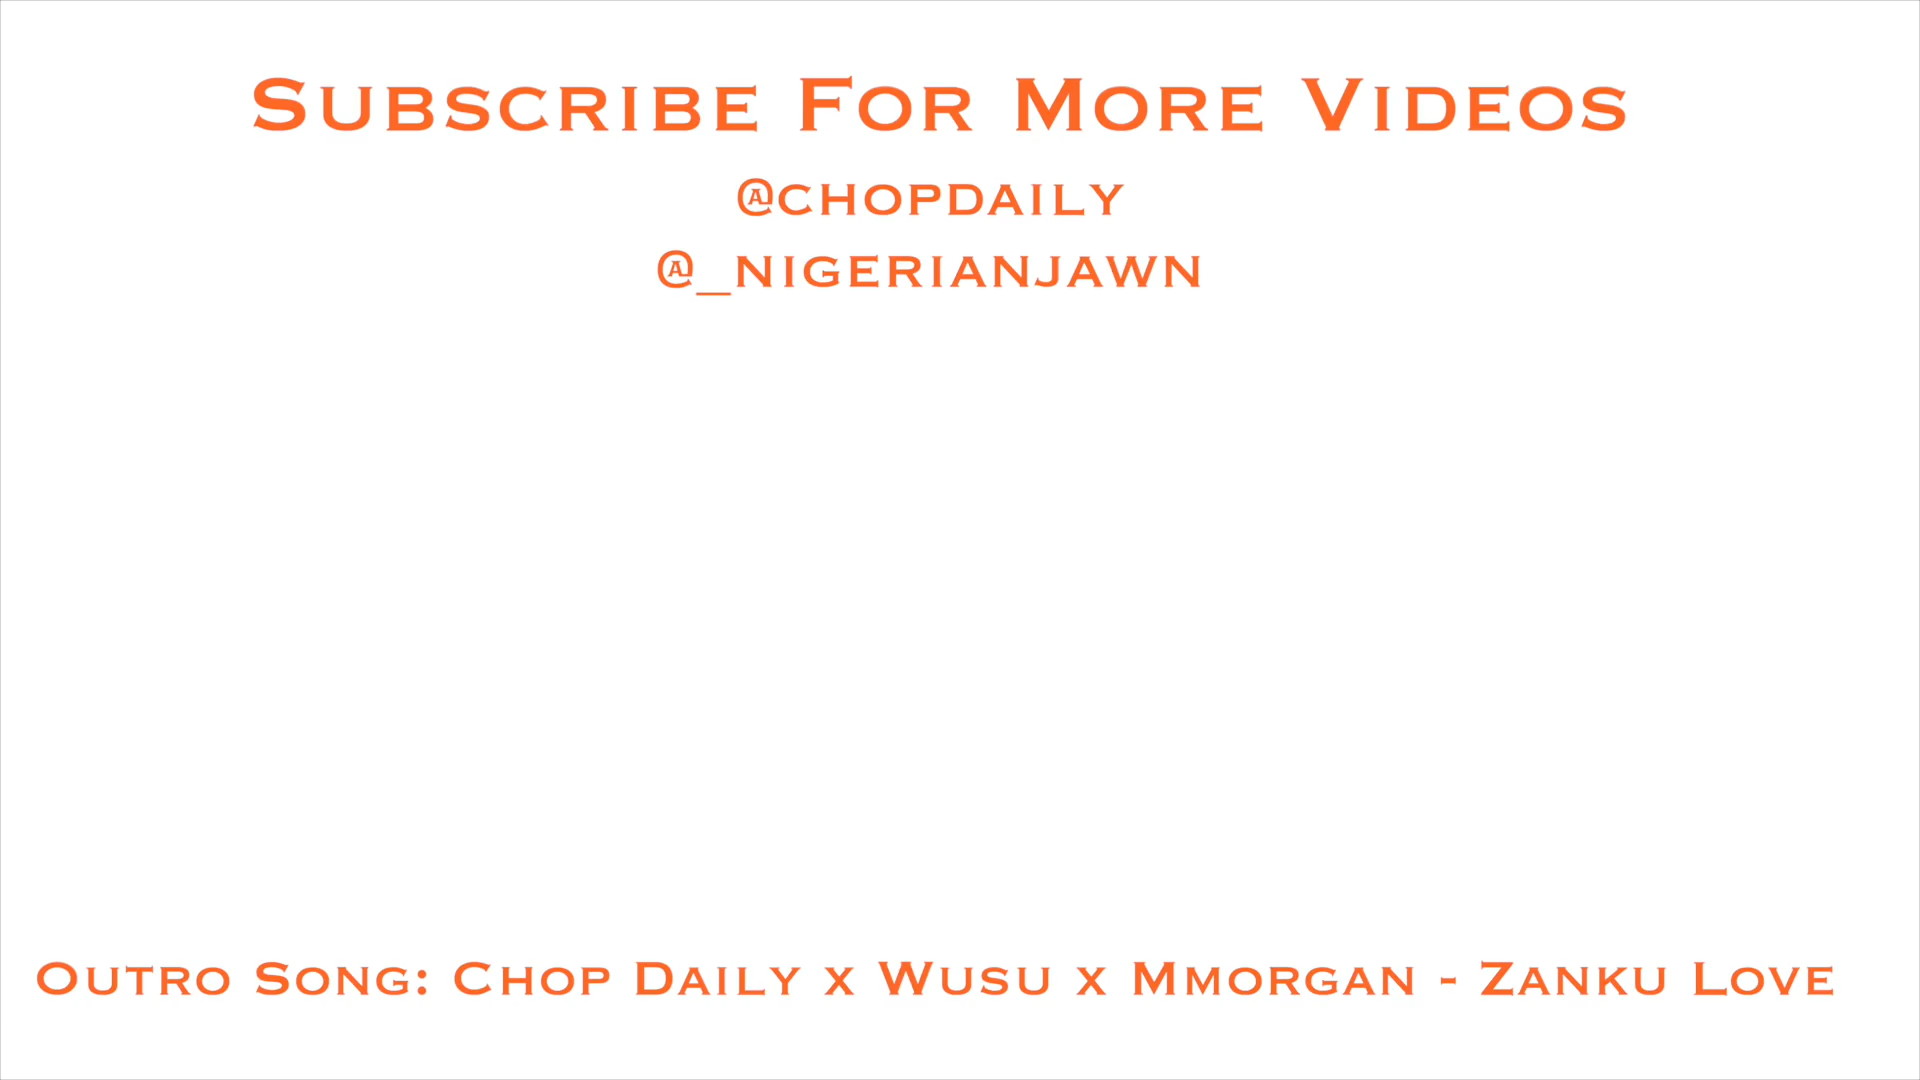 Subscribe For More Videos
@chopdaily
@_nigerianjawn
Outro Song: Chop Daily x Wusu x Mmorgan - Zanku Love